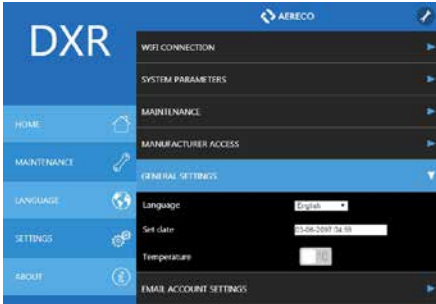 DXR
AERECO
HOME
MAINTENANCE
LANGUAGE
SETTINGS
ABOUT
WIFI CONNECTION
SYSTEM PARAMETERS
MAINTENANCE
MANUFACTURER ACCESS
GENERAL SETTINGS
Language
English
Set date
Temperature
EMAIL ACCOUNT SETTINGS